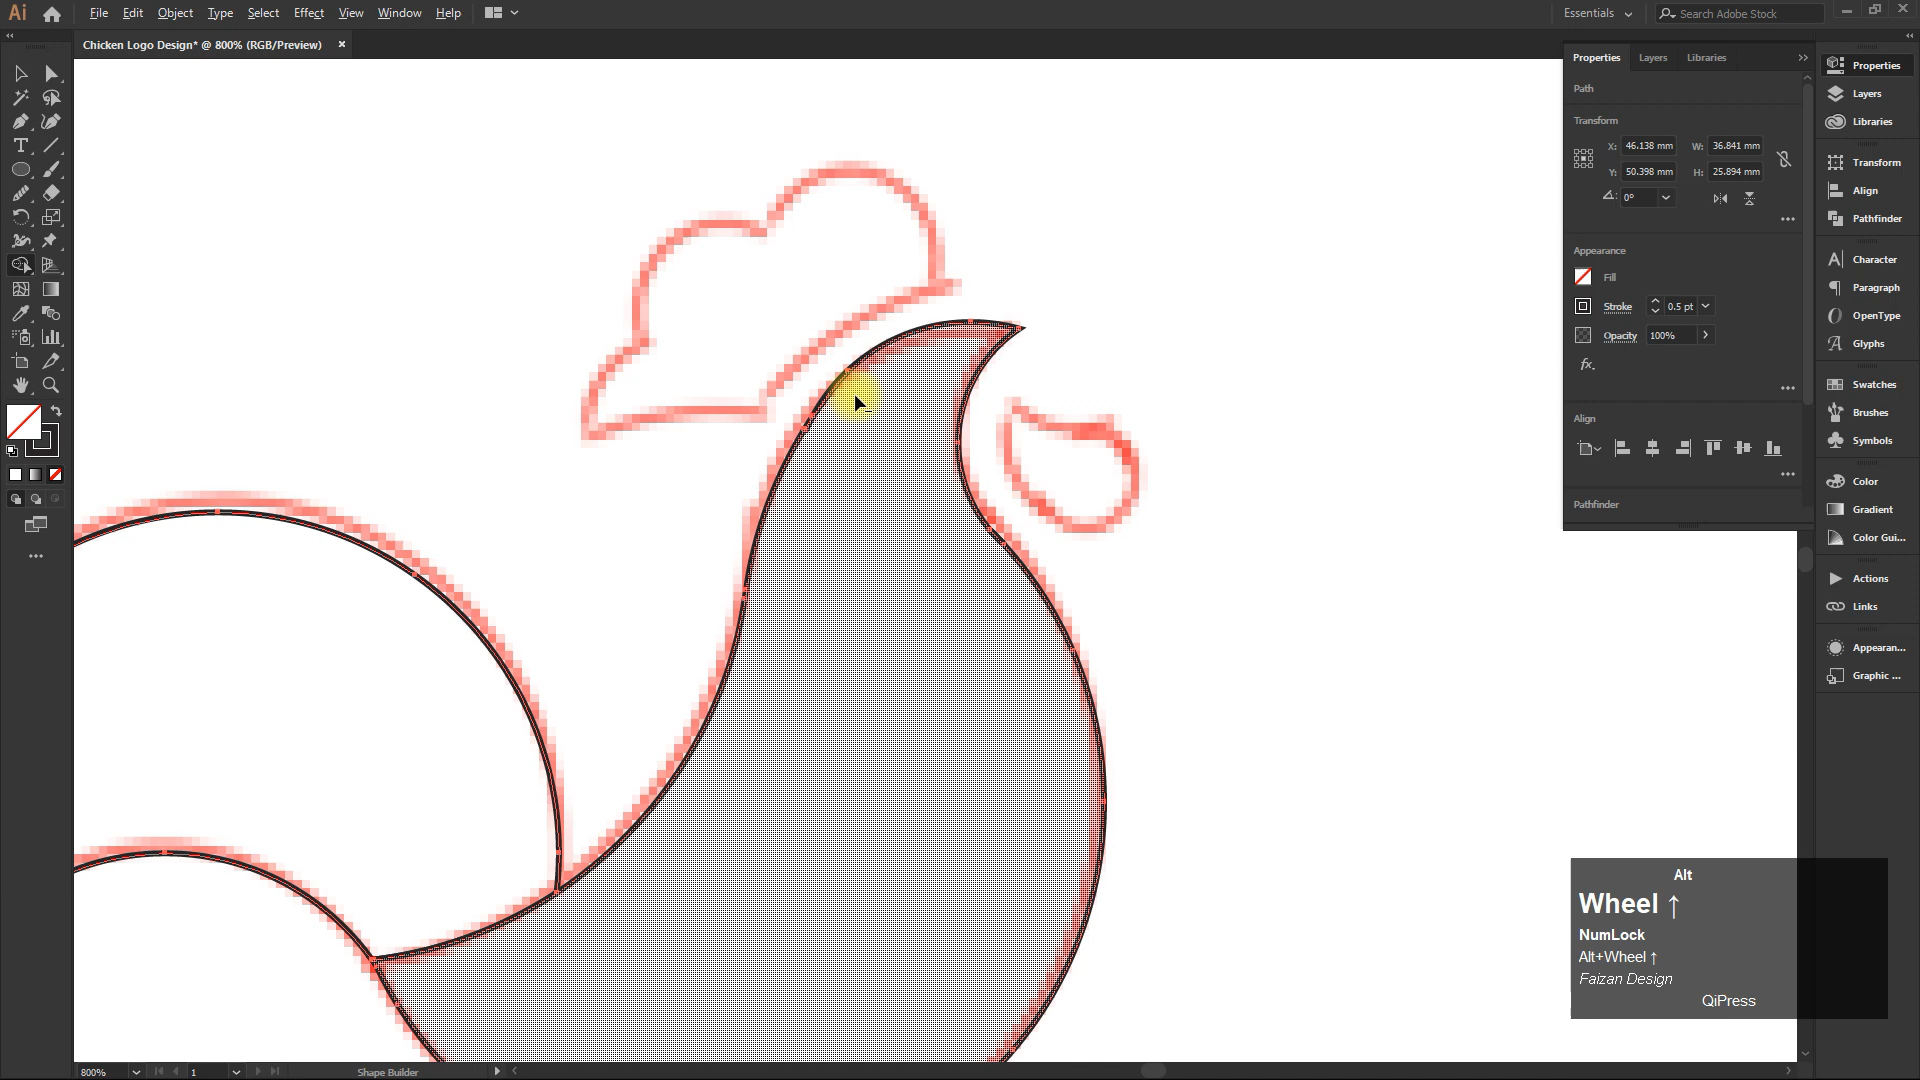 Ai File Edit Object Type Select Effect View Window Help Essentials Search Adobe Stock
Chicken Logo Design* @ 800% (RGB/Preview)
Properties Layers Libraries
Path
Transform
X: 46.138 mm W: 36.841 mm
Y: 50.398 mm H: 25.894 mm
0°
Appearance
Fill
Stroke 0.5 pt
Opacity 100%
fx.
Align
Pathfinder
Properties
Layers
Libraries
Transform
Align
Pathfinder
Character
Paragraph
OpenType
Glyphs
Swatches
Brushes
Symbols
Color
Gradient
Color Gui...
Actions
Links
Appearan...
Graphic ...
Alt
Wheel ↑
NumLock
Alt+Wheel ↑
Faizan Design
QiPress
800% 1 Shape Builder